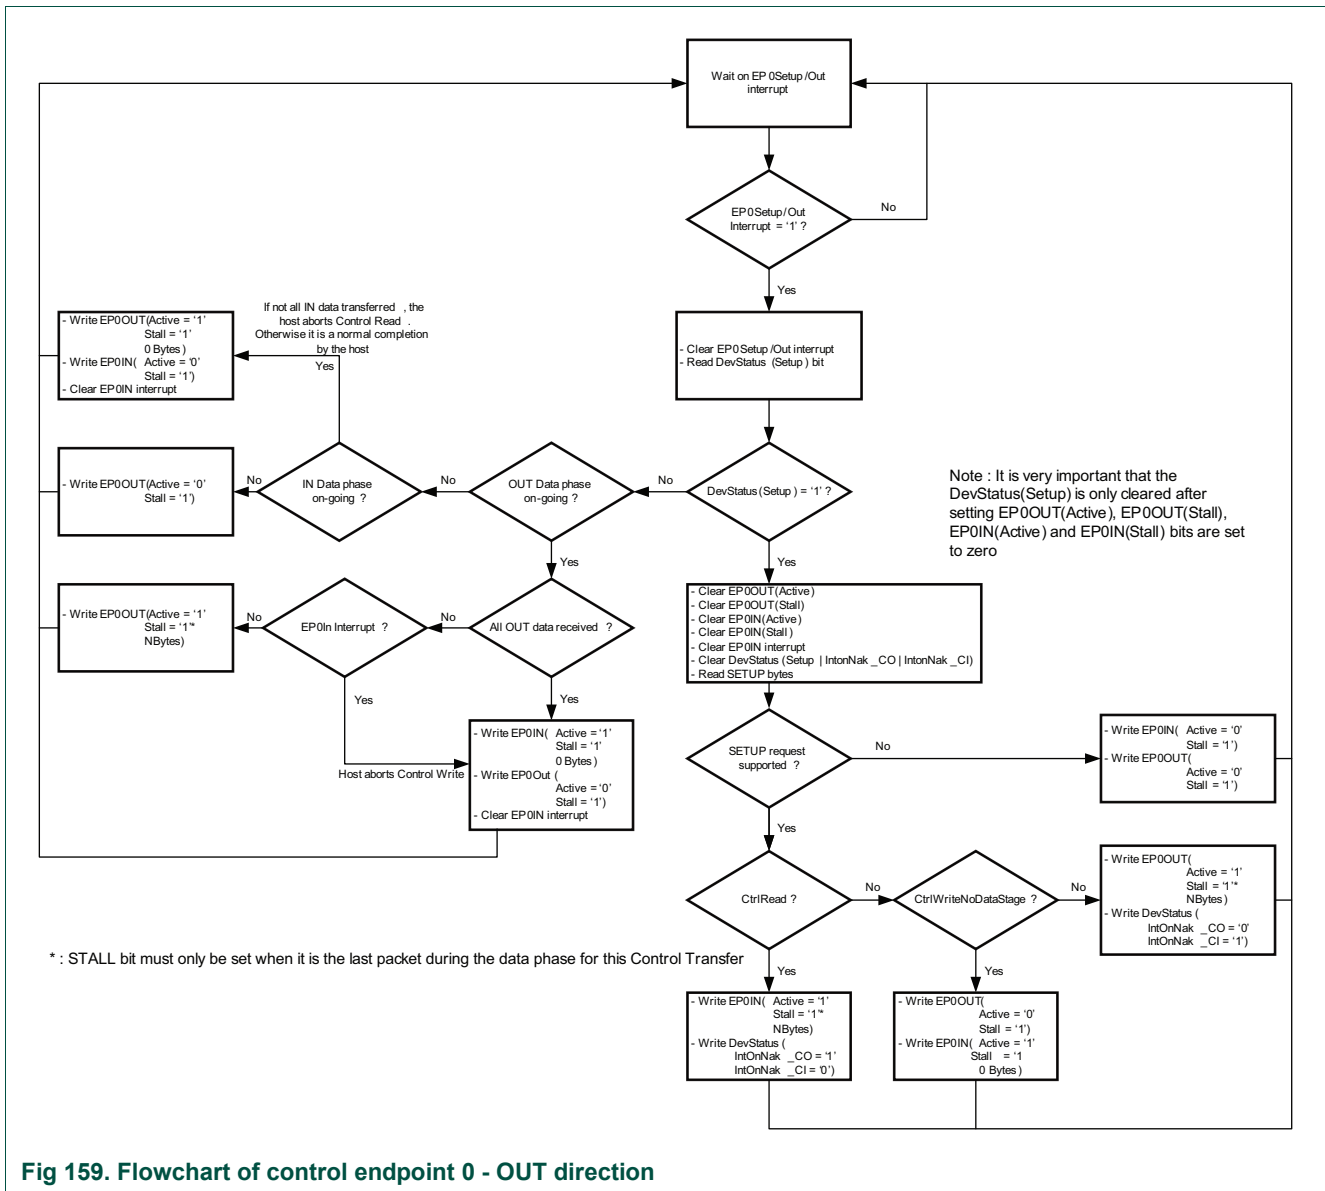 Wait on EP0Setup/Out
interrupt
EP0Setup/Out
Interrupt = '1' ?
No
Yes
- Clear EP0Setup/Out interrupt
- Read DevStatus (Setup) bit
If not all IN data transferred , the
host aborts Control Read .
Otherwise it is a normal completion
by the host
Yes
- Write EP0OUT(Active = '1'
Stall = '1'
0 Bytes)
- Write EP0IN( Active = '0'
Stall = '1')
- Clear EP0IN interrupt
DevStatus(Setup) = '1' ?
No
OUT Data phase
on-going ?
No
IN Data phase
on-going ?
No
- Write EP0OUT(Active = '0'
Stall = '1')
Note : It is very important that the
DevStatus(Setup) is only cleared after
setting EP0OUT(Active), EP0OUT(Stall),
EP0IN(Active) and EP0IN(Stall) bits are set
to zero
Yes
Yes
All OUT data received ?
No
EP0In Interrupt ?
No
- Write EP0OUT(Active = '1'
Stall = '1'*
NBytes)
- Clear EP0OUT(Active)
- Clear EP0OUT(Stall)
- Clear EP0IN(Active)
- Clear EP0IN(Stall)
- Clear EP0IN interrupt
- Clear DevStatus (Setup | IntonNak _CO | IntonNak _CI)
- Read SETUP bytes
Yes
Yes
Host aborts Control Write
- Write EP0IN( Active = '1'
Stall = '1'
0 Bytes)
- Write EP0Out (
Active = '0'
Stall = '1')
- Clear EP0IN interrupt
SETUP request
supported ?
No
- Write EP0IN( Active = '0'
Stall = '1')
- Write EP0OUT(
Active = '0'
Stall = '1')
Yes
CtrlRead ?
No
CtrlWriteNoDataStage ?
No
- Write EP0OUT(
Active = '1'
Stall = '1'*
NBytes)
- Write DevStatus (
IntOnNak _CO = '0'
IntOnNak _CI = '1')
* : STALL bit must only be set when it is the last packet during the data phase for this Control Transfer
Yes
Yes
- Write EP0IN( Active = '1'
Stall = '1'*
NBytes)
- Write DevStatus (
IntOnNak _CO = '1'
IntOnNak _CI = '0')
- Write EP0OUT(
Active = '0'
Stall = '1')
- Write EP0IN( Active = '1'
Stall = '1
0 Bytes)
Fig 159. Flowchart of control endpoint 0 - OUT direction